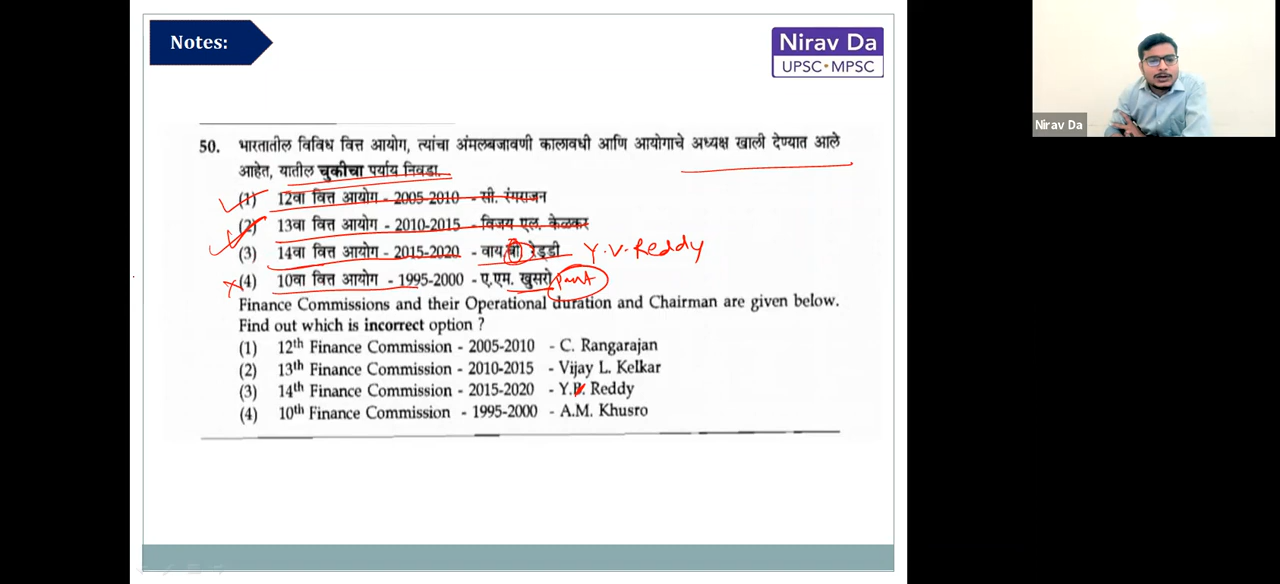 Notes:
Nirav Da
UPSC•MPSC
Nirav Da
50. भारतातील विविध वित्त आयोग, त्यांचा अंमलबजावणी कालावधी आणि आयोगाचे अध्यक्ष खाली देण्यात आले
आहेत, यातील चुकीचा पर्याय निवडा.
(1) 12वा वित्त आयोग - 2005-2010 - सी. रंगराजन
(2) 13वा वित्त आयोग - 2010-2015 - विजय एल. केळकर
(3) 14वा वित्त आयोग - 2015-2020 - वाय. रेड्डी Y.V. Reddy
(4) 10वा वित्त आयोग - 1995-2000 - ए.एम. खुसरो pant
Finance Commissions and their Operational duration and Chairman are given below.
Find out which is incorrect option ?
(1) 12th Finance Commission - 2005-2010 - C. Rangarajan
(2) 13th Finance Commission - 2010-2015 - Vijay L. Kelkar
(3) 14th Finance Commission - 2015-2020 - Y. Reddy
(4) 10th Finance Commission - 1995-2000 - A.M. Khusro